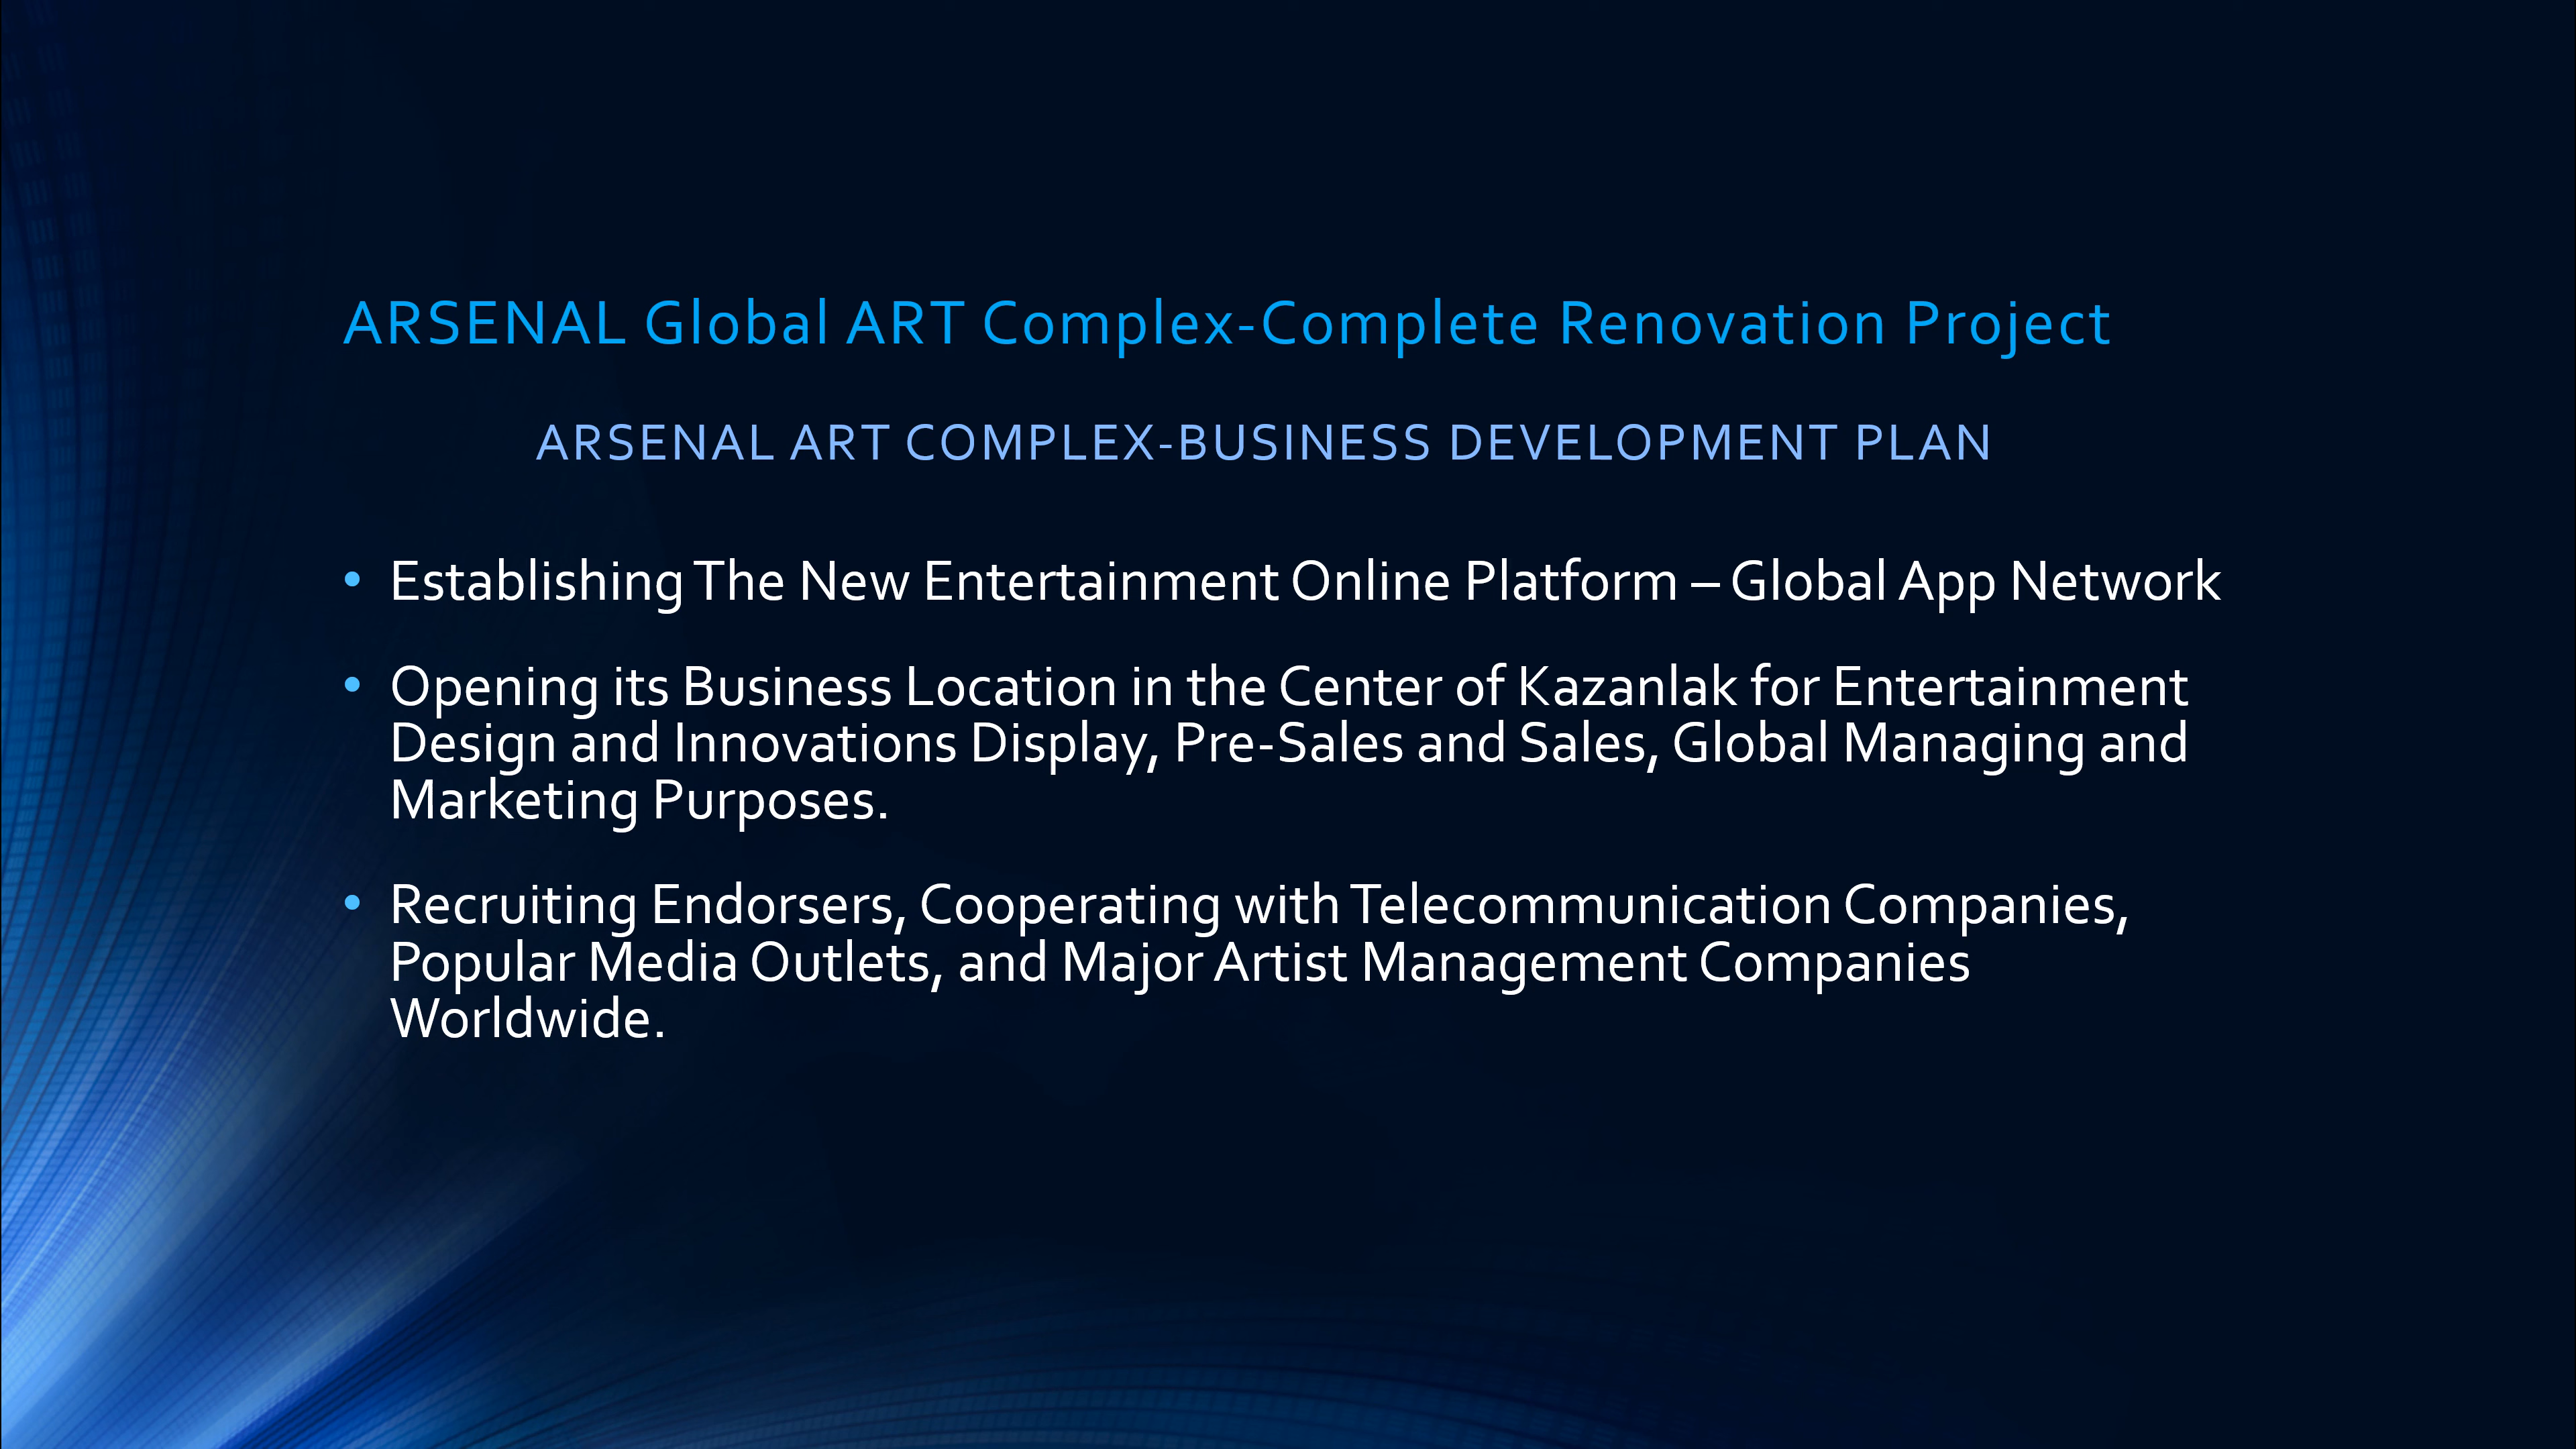 ARSENAL Global ART Complex-Complete Renovation Project
ARSENAL ART COMPLEX-BUSINESS DEVELOPMENT PLAN
• Establishing The New Entertainment Online Platform – Global App Network
• Opening its Business Location in the Center of Kazanlak for Entertainment
Design and Innovations Display, Pre-Sales and Sales, Global Managing and
Marketing Purposes.
• Recruiting Endorsers, Cooperating with Telecommunication Companies,
Popular Media Outlets, and Major Artist Management Companies
Worldwide.